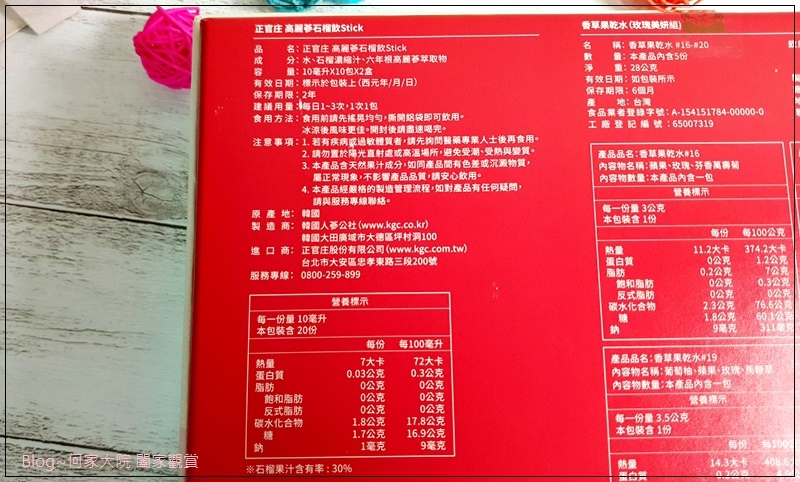 正官庄 高麗蔘石榴飲Stick
品 名：正官庄 高麗蔘石榴飲Stick
成 分：水、石榴濃縮汁、六年根高麗蔘萃取物
容 量：10毫升X10包X2盒
有效日期：標示於包裝上(西元年/月/日)
保存期限：2年
建議用量：每日1~3次，1次1包
食用方法：食用前請先搖晃均勻，撕開鋁袋即可飲用。
冰涼後風味更佳。開封後請盡速喝完。
注意事項：1. 若有疾病或過敏體質者，請先詢問醫藥專業人士後再食用。
2. 請勿置於陽光直射處或高溫場所，避免受潮、受熱與變質。
3. 本產品含天然果汁成分，如同產品間有色差或沉澱物質，
屬正常現象，不影響產品品質，請安心飲用。
4. 本產品經嚴格的製造管理流程，如對產品有任何疑問，
請與服務專線聯絡。
原 產 地：韓國
製 造 商：韓國人蔘公社(www.kgc.co.kr)
韓國大田廣域市大德區坪村洞100
進 口 商：正官庄股份有限公司(www.kgc.com.tw)
台北市大安區忠孝東路三段200號
服務專線：0800-259-899
營養標示
每一份量 10毫升
本包裝含 20份
每份 每100毫升
熱量 7大卡 72大卡
蛋白質 0.03公克 0.3公克
脂肪 0公克 0公克
飽和脂肪 0公克 0公克
反式脂肪 0公克 0公克
碳水化合物 1.8公克 17.8公克
糖 1.7公克 16.9公克
鈉 1毫克 9毫克
※石榴果汁含有率：30%
香草果乾水(玫瑰美妍組)
名 稱：香草果乾水 #16-#20
數 量：本產品內含5份
淨 重：28公克
有效日期：如包裝所示
保存期限：6個月
產 地：台灣
食品業者登錄字號：A-154151784-00000-0
工廠登記編號：65007319
產品品名：香草果乾水#16
內容物名稱：蘋果、玫瑰、芬香萬壽菊
內容物數量：本產品內含一包
營養標示
每一份量 3公克
本包裝含 1份
每份 每100公克
熱量 11.2大卡 374.2大卡
蛋白質 0公克 1.2公克
脂肪 0.2公克 7公克
飽和脂肪 0公克 0.3公克
反式脂肪 0公克 0公克
碳水化合物 2.3公克 76.6公克
糖 1.8公克 60.1公克
鈉 9毫克 311毫克
產品品名：香草果乾水#19
內容物名稱：葡萄柚、蘋果、玫瑰、馬鞭草
內容物數量：本產品內含一包
營養標示
每一份量 3.5公克
本包裝含 1份
每份 每100公
熱量 14.3大卡 408.6
蛋白質 0.2公克
Blog~何家大院 闔家觀賞